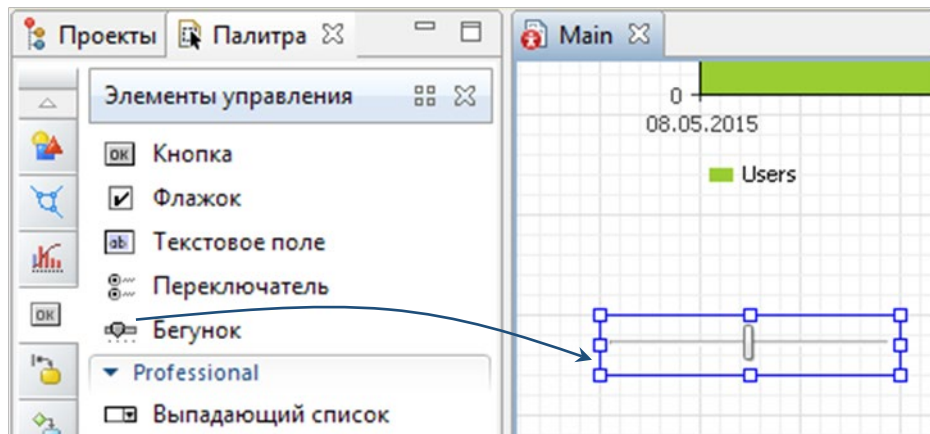 Проекты Палитра Main
Элементы управления
OK Кнопка
Флажок
ab Текстовое поле
Переключатель
OK
Бегунок
Professional
Выпадающий список
0
08.05.2015
Users